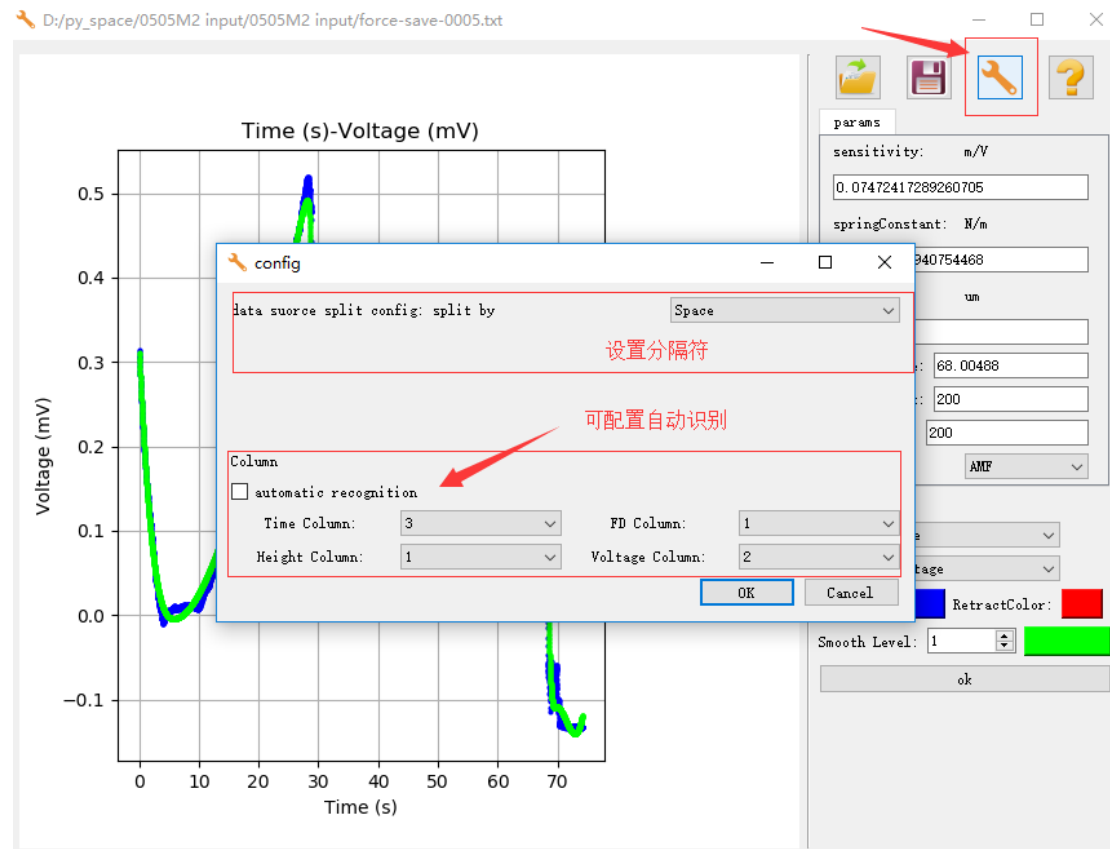 D:/py_space/0505M2 input/0505M2 input/force-save-0005.txt
Time (s)-Voltage (mV)
0.5
0.4
0.3
0.2
0.1
0.0
−0.1
Voltage (mV)
0 10 20 30 40 50 60 70
Time (s)
params
sensitivity: m/V
0.07472417289260705
springConstant: N/m
940754468
um
68.00488
200
200
AMF
tage
RetractColor:
Smooth Level: 1
ok
config
data suorce split config: split by Space
设置分隔符
可配置自动识别
Column
automatic recognition
Time Column: 3 FD Column: 1
Height Column: 1 Voltage Column: 2
OK Cancel